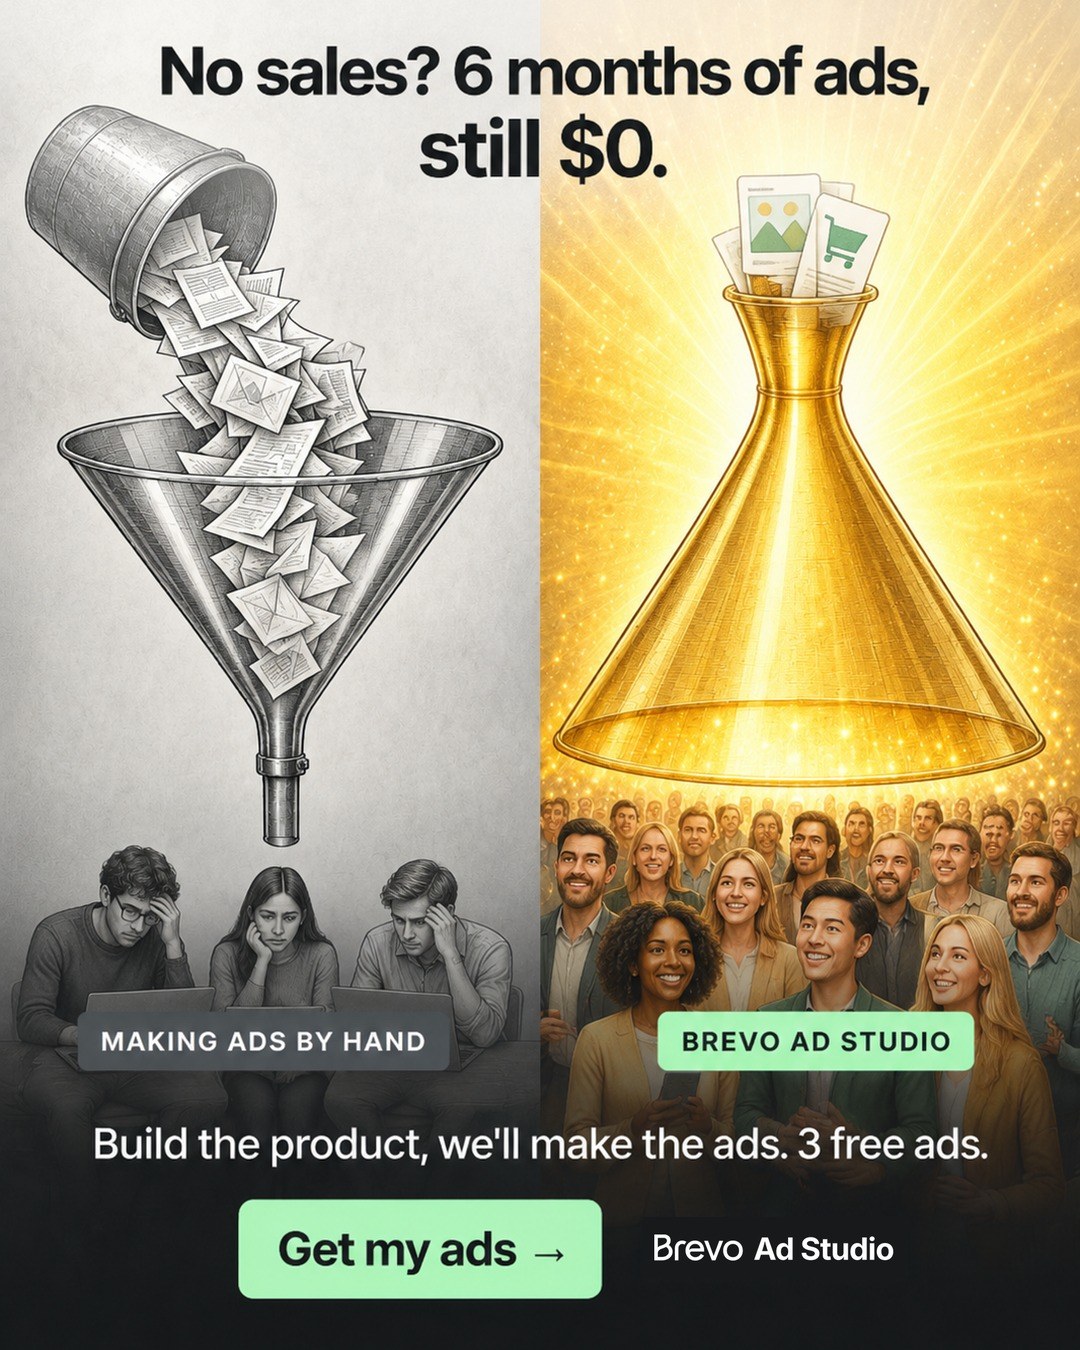 No sales? 6 months of ads,
still $0.
MAKING ADS BY HAND
BREVO AD STUDIO
Build the product, we'll make the ads. 3 free ads.
Get my ads →
Brevo Ad Studio